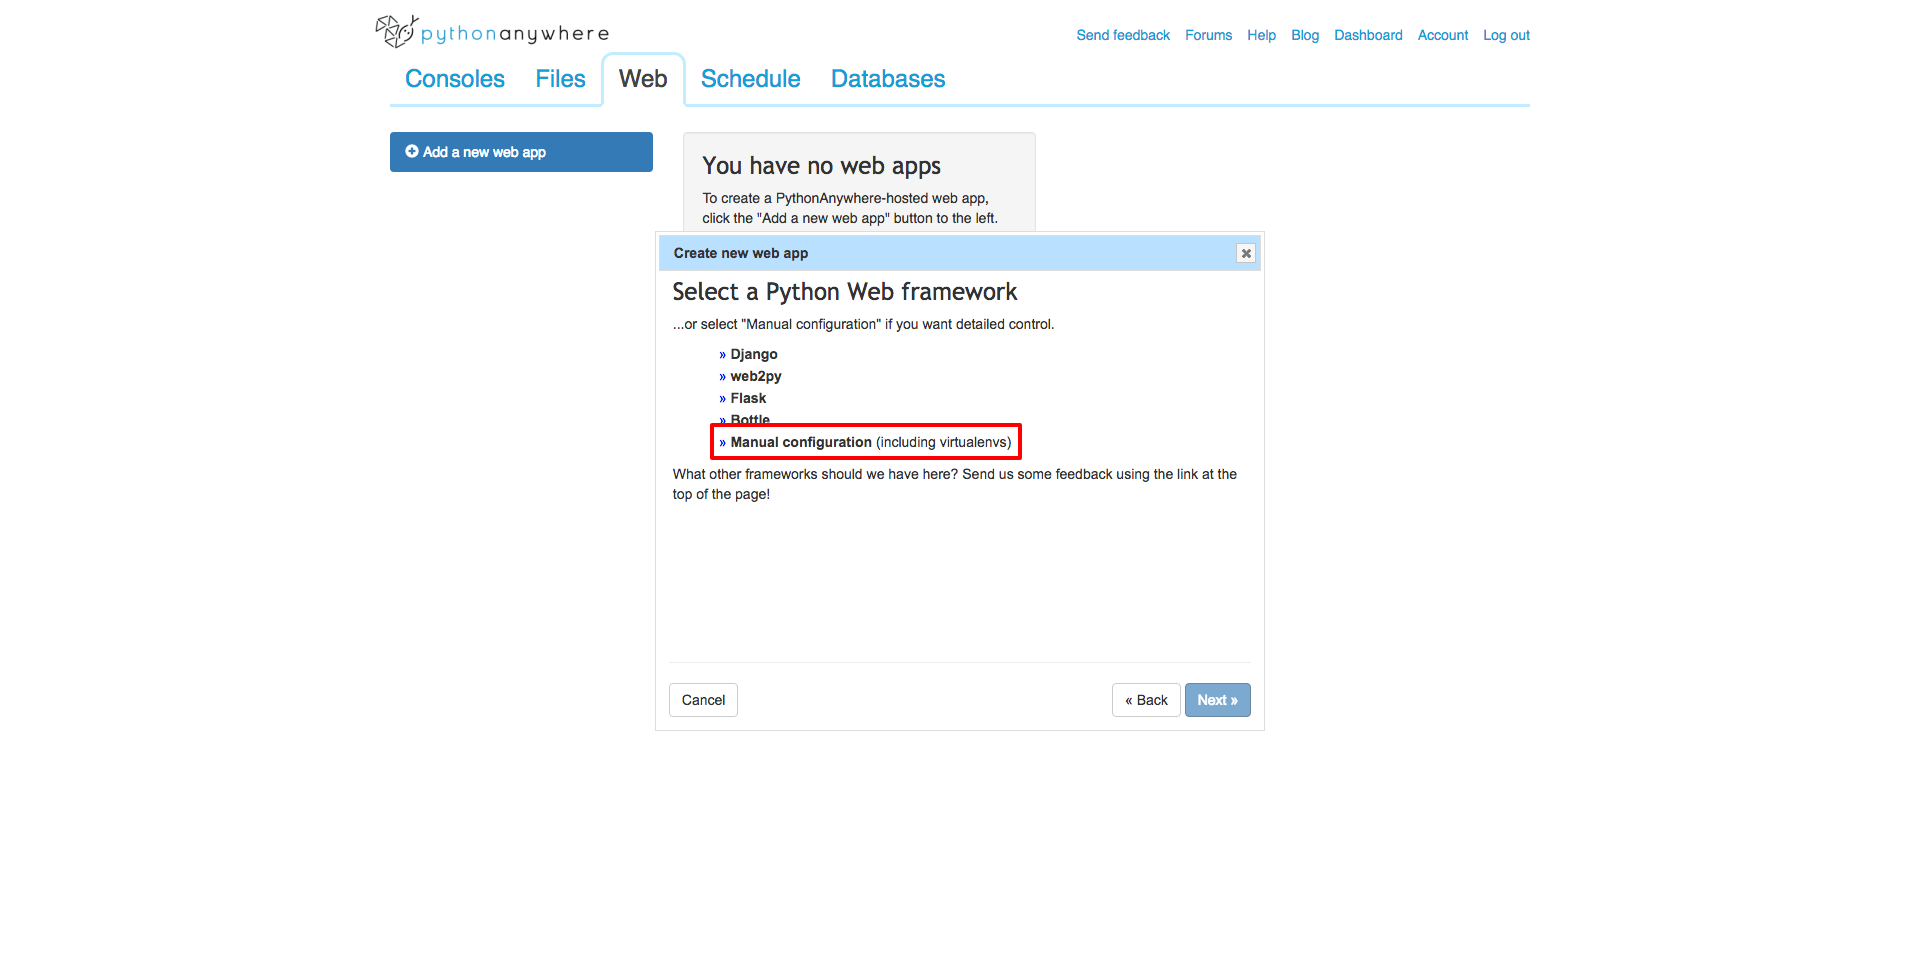 pythonanywhere
Send feedback Forums Help Blog Dashboard Account Log out
Consoles Files Web Schedule Databases
Add a new web app
You have no web apps
To create a PythonAnywhere-hosted web app,
click the "Add a new web app" button to the left.
Create new web app
Select a Python Web framework
...or select "Manual configuration" if you want detailed control.
» Django
» web2py
» Flask
» Bottle
» Manual configuration (including virtualenvs)
What other frameworks should we have here? Send us some feedback using the link at the
top of the page!
Cancel « Back Next »